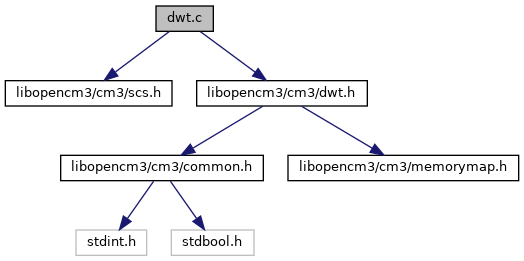 dwt.c
libopencm3/cm3/scs.h
libopencm3/cm3/dwt.h
libopencm3/cm3/common.h
libopencm3/cm3/memorymap.h
stdint.h
stdbool.h